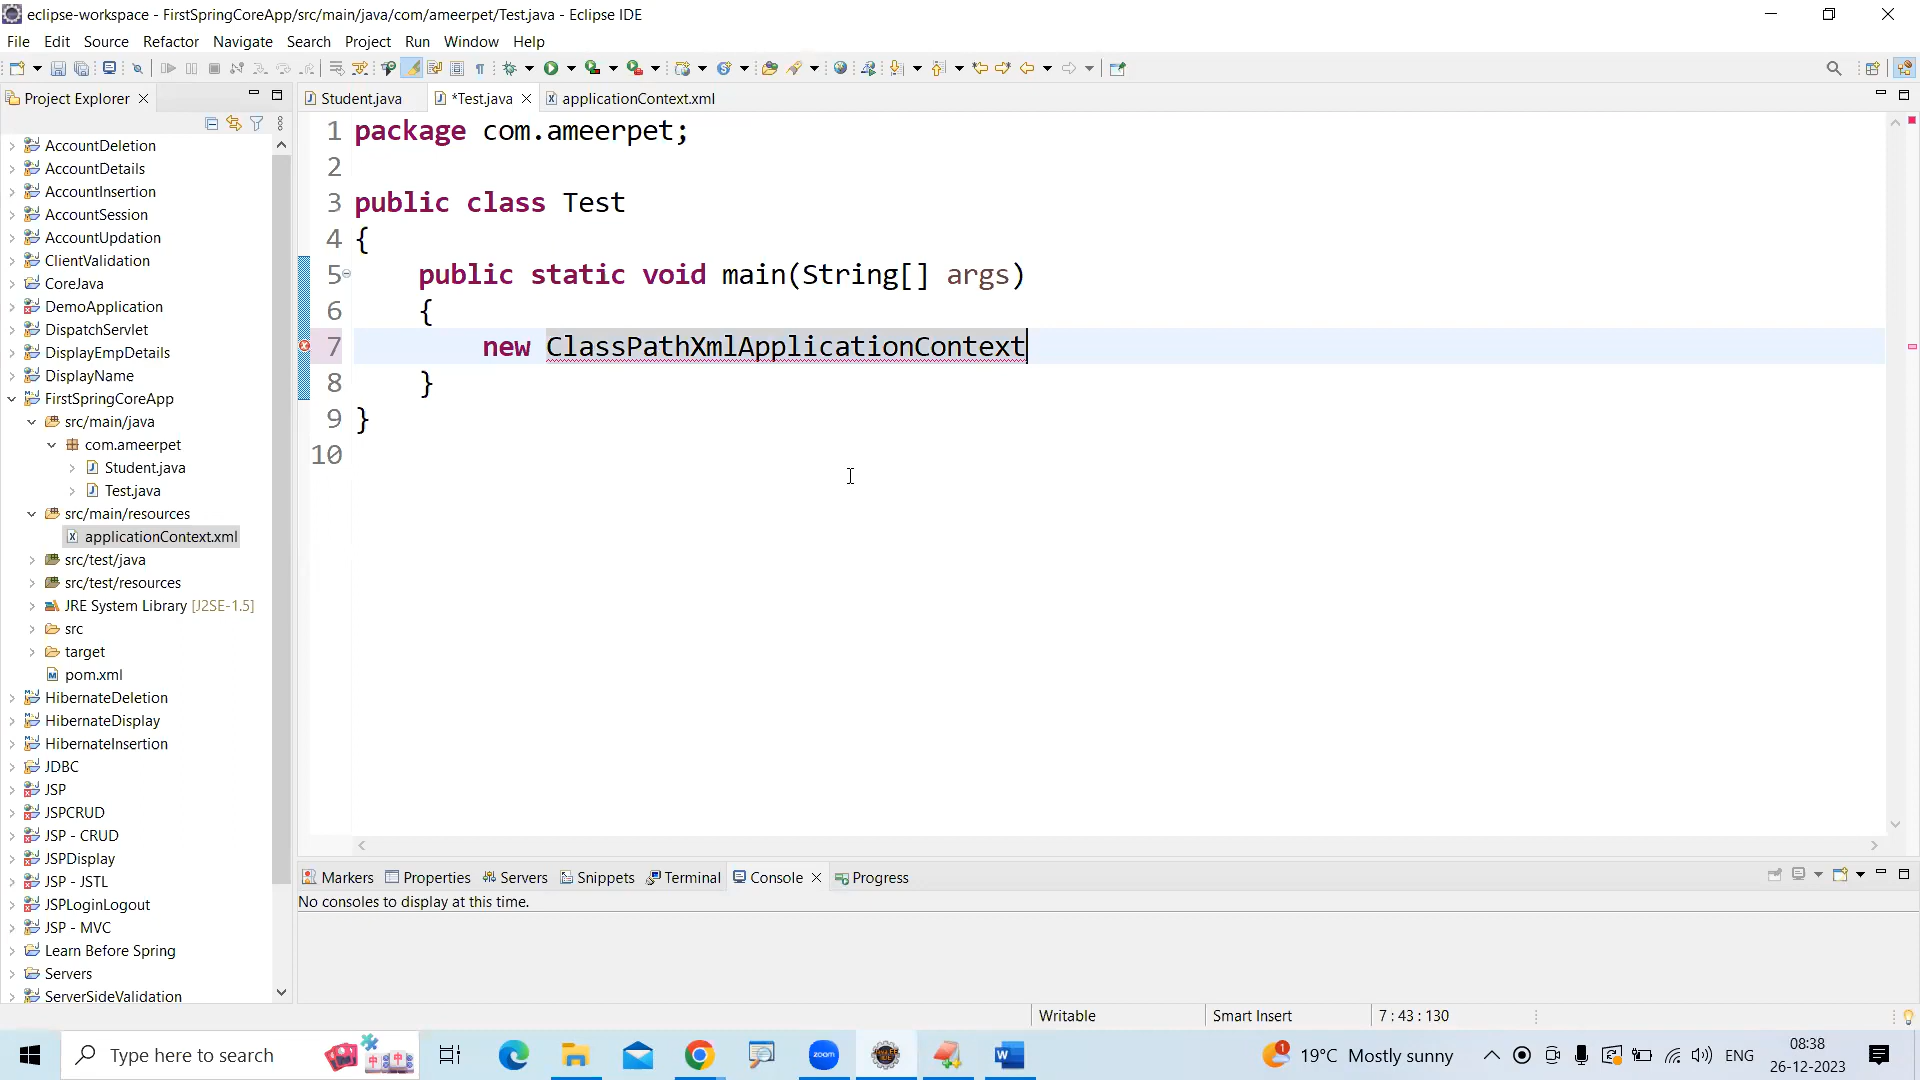 eclipse-workspace - FirstSpringCoreApp/src/main/java/com/ameerpet/Test.java - Eclipse IDE
File Edit Source Refactor Navigate Search Project Run Window Help
Project Explorer
Student.java *Test.java applicationContext.xml
AccountDeletion
AccountDetails
AccountInsertion
AccountSession
AccountUpdation
ClientValidation
CoreJava
DemoApplication
DispatchServlet
DisplayEmpDetails
DisplayName
FirstSpringCoreApp
src/main/java
com.ameerpet
Student.java
Test.java
src/main/resources
applicationContext.xml
src/test/java
src/test/resources
JRE System Library [J2SE-1.5]
src
target
pom.xml
HibernateDeletion
HibernateDisplay
HibernateInsertion
JDBC
JSP
JSPCRUD
JSP - CRUD
JSPDisplay
JSP - JSTL
JSPLoginLogout
JSP - MVC
Learn Before Spring
Servers
ServerSideValidation
1 package com.ameerpet;
2
3 public class Test
4 {
5 public static void main(String[] args)
6 {
7 new ClassPathXmlApplicationContext
8 }
9 }
10
Markers Properties Servers Snippets Terminal Console Progress
No consoles to display at this time.
Writable Smart Insert 7 : 43 : 130
Type here to search
zoom
1
19°C Mostly sunny
ENG
08:38
26-12-2023